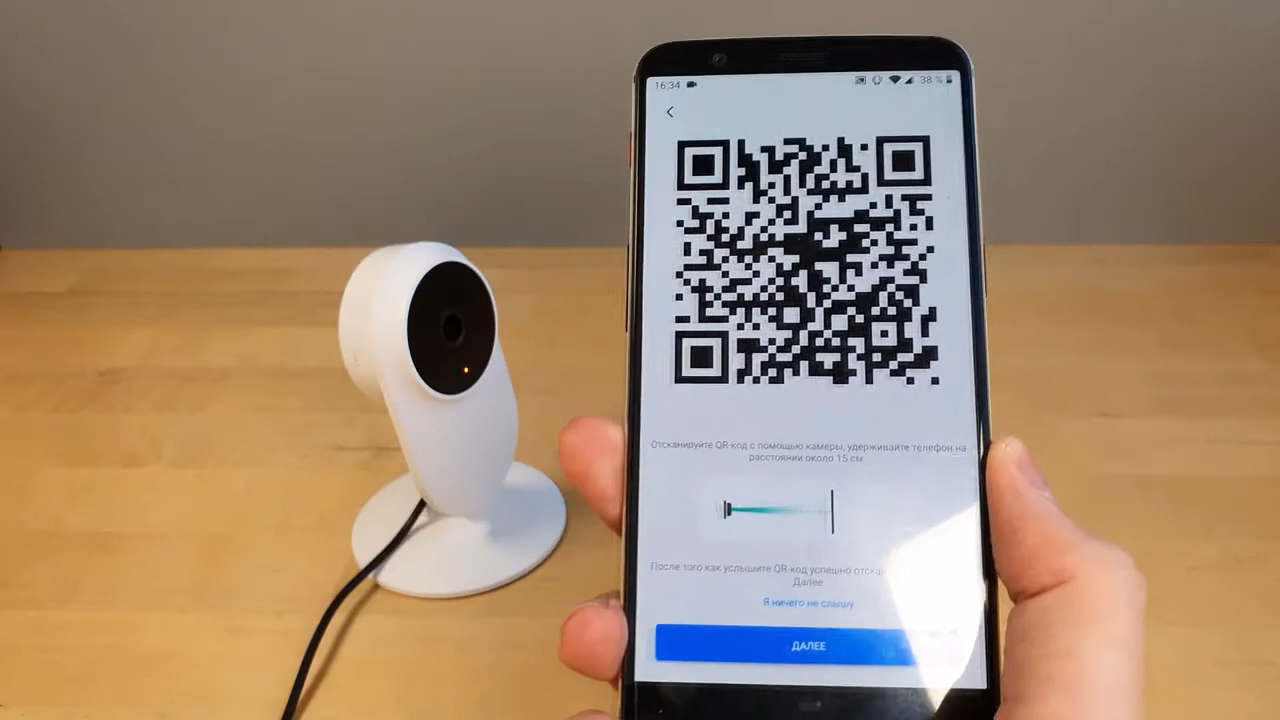 16:34
38 %
Отсканируйте QR-код с помощью камеры, удерживайте телефон на
расстоянии около 15 см
После того как услышите QR-код успешно
Далее
Я ничего не слышу
ДАЛЕЕ